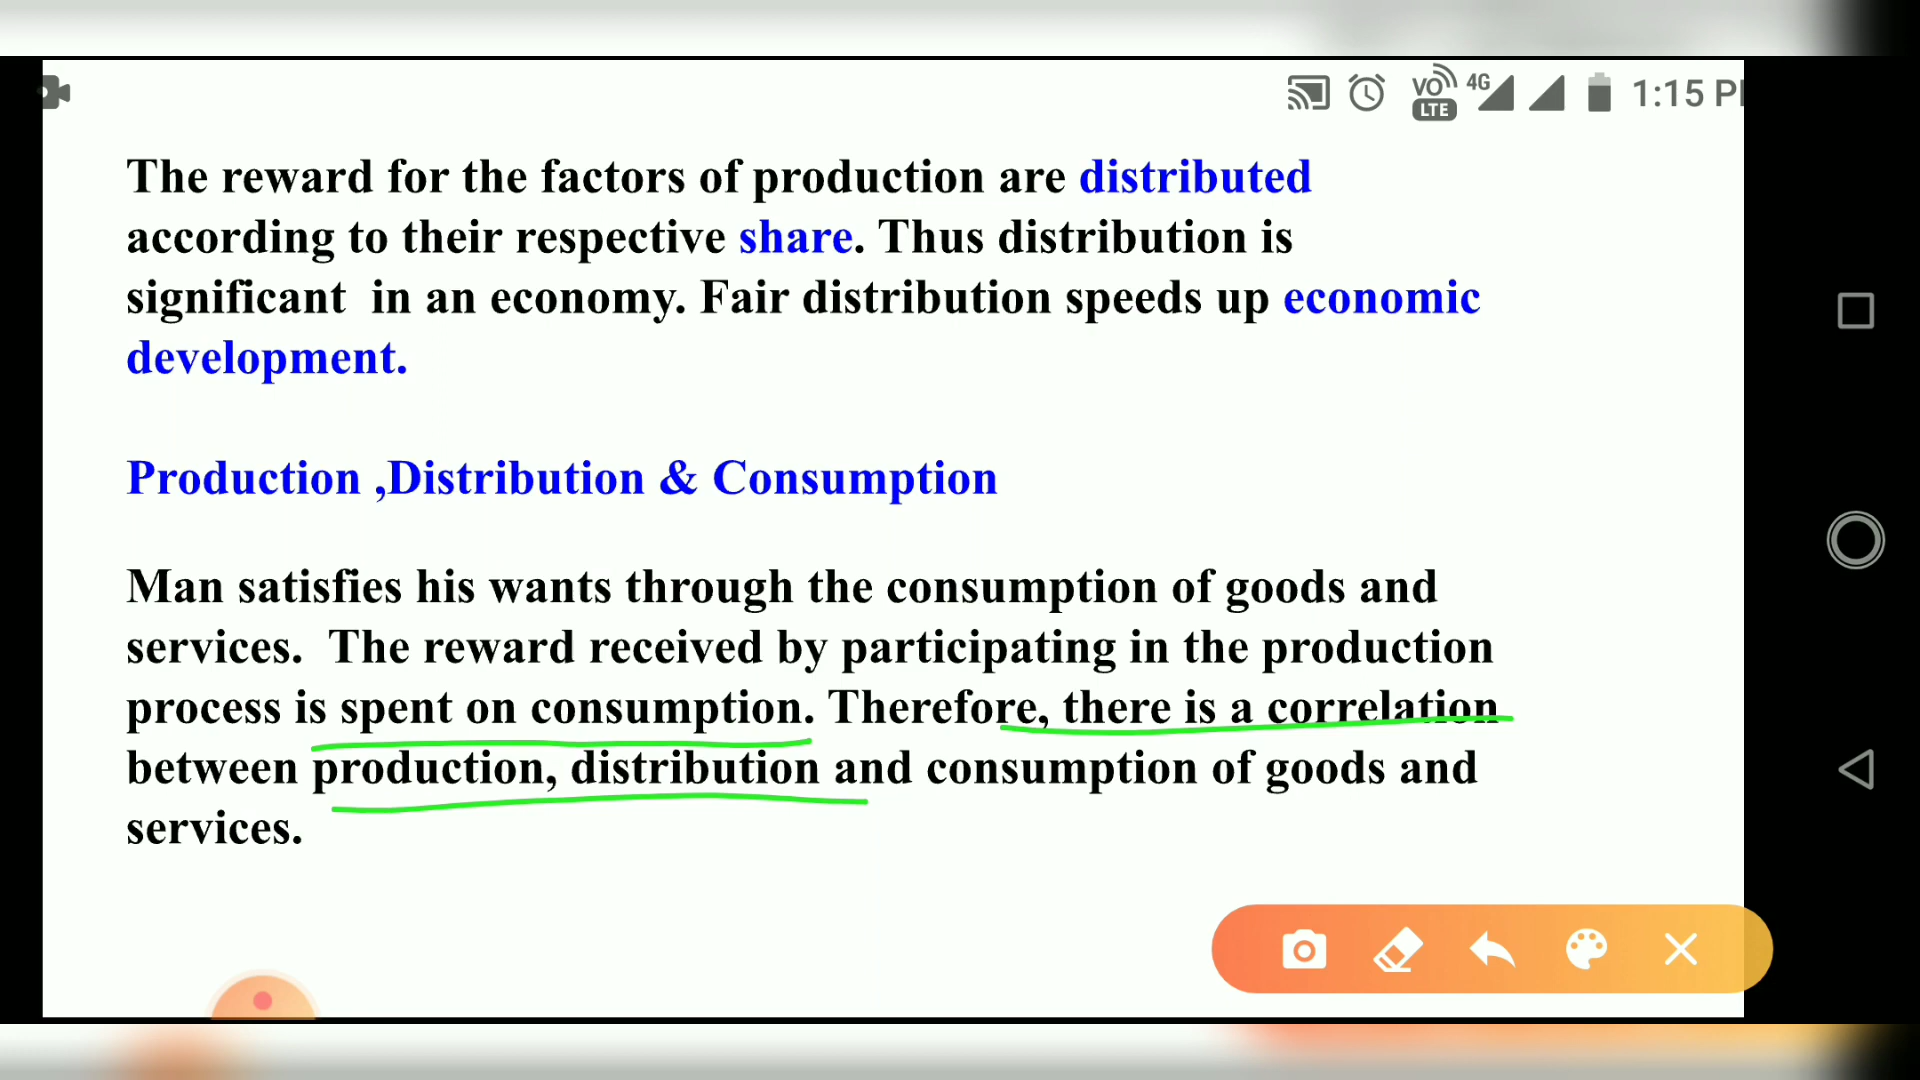 VO 4G LTE 1:15 P
The reward for the factors of production are distributed
according to their respective share. Thus distribution is
significant in an economy. Fair distribution speeds up economic
development.
Production ,Distribution & Consumption
Man satisfies his wants through the consumption of goods and
services. The reward received by participating in the production
process is spent on consumption. Therefore, there is a correlation
between production, distribution and consumption of goods and
services.